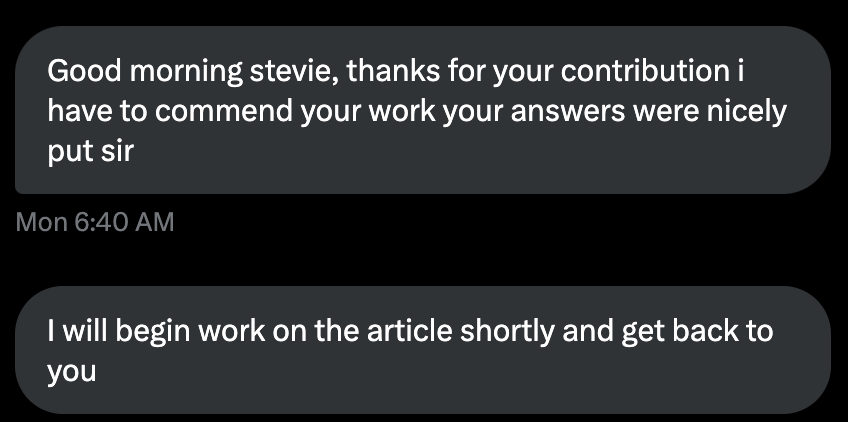 Good morning stevie, thanks for your contribution i
have to commend your work your answers were nicely
put sir
Mon 6:40 AM
I will begin work on the article shortly and get back to
you